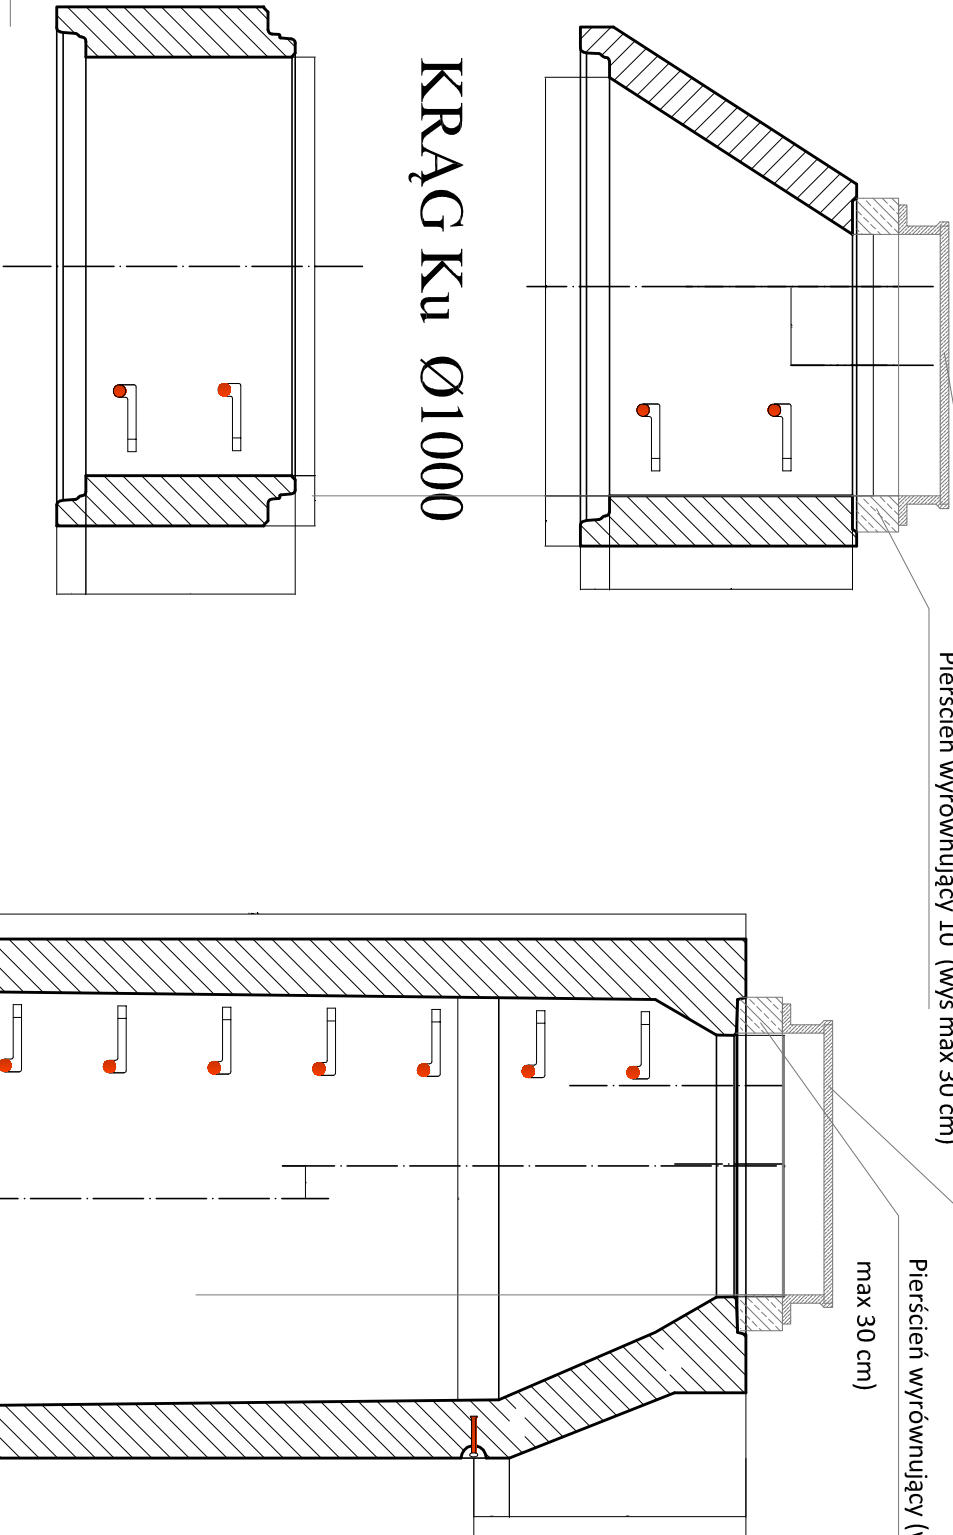 KRĄG Ku Ø1000
Pierścień wyrównujący 10 (wys max 30 cm)
Pierścień wyrównujący (
max 30 cm)